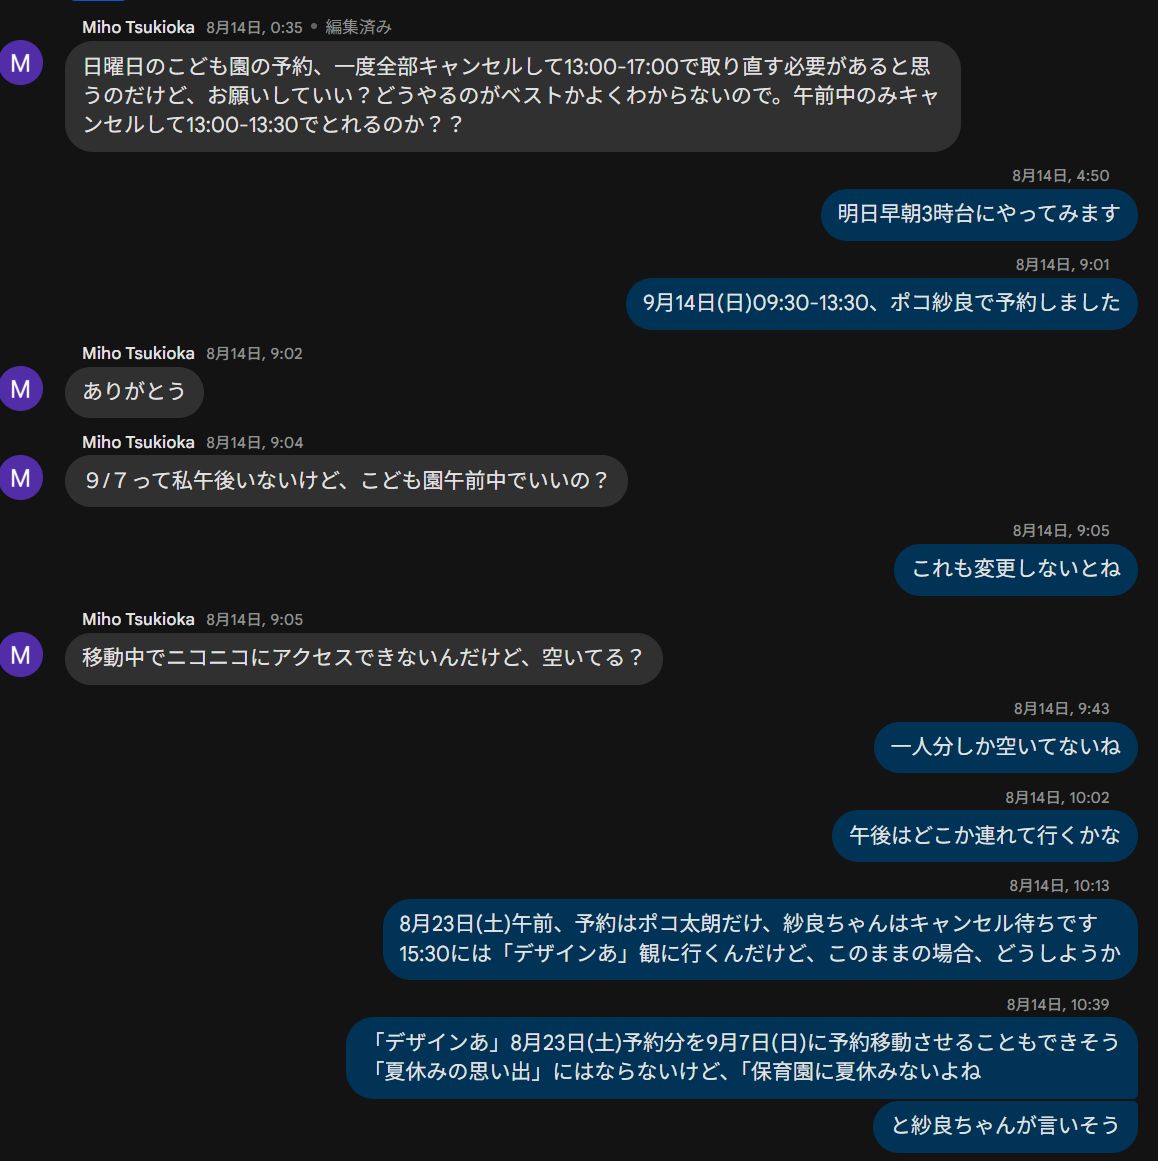 Miho Tsukioka 8月14日, 0:35 • 編集済み
M
日曜日のこども園の予約、一度全部キャンセルして13:00-17:00で取り直す必要があると思
うのだけど、お願いしていい？どうやるのがベストかよくわからないので。午前中のみキャ
ンセルして13:00-13:30でとれるのか？？
8月14日, 4:50
明日早朝3時台にやってみます
8月14日, 9:01
9月14日(日)09:30-13:30、ポコ紗良で予約しました
Miho Tsukioka 8月14日, 9:02
M
ありがとう
Miho Tsukioka 8月14日, 9:04
M
９/７って私午後いないけど、こども園午前中でいいの？
8月14日, 9:05
これも変更しないとね
Miho Tsukioka 8月14日, 9:05
M
移動中でニコニコにアクセスできないんだけど、空いてる？
8月14日, 9:43
一人分しか空いてないね
8月14日, 10:02
午後はどこか連れて行くかな
8月14日, 10:13
8月23日(土)午前、予約はポコ太朗だけ、紗良ちゃんはキャンセル待ちです
15:30には「デザインあ」観に行くんだけど、このままの場合、どうしようか
8月14日, 10:39
「デザインあ」8月23日(土)予約分を9月7日(日)に予約移動させることもできそう
「夏休みの思い出」にはならないけど、「保育園に夏休みないよね
と紗良ちゃんが言いそう